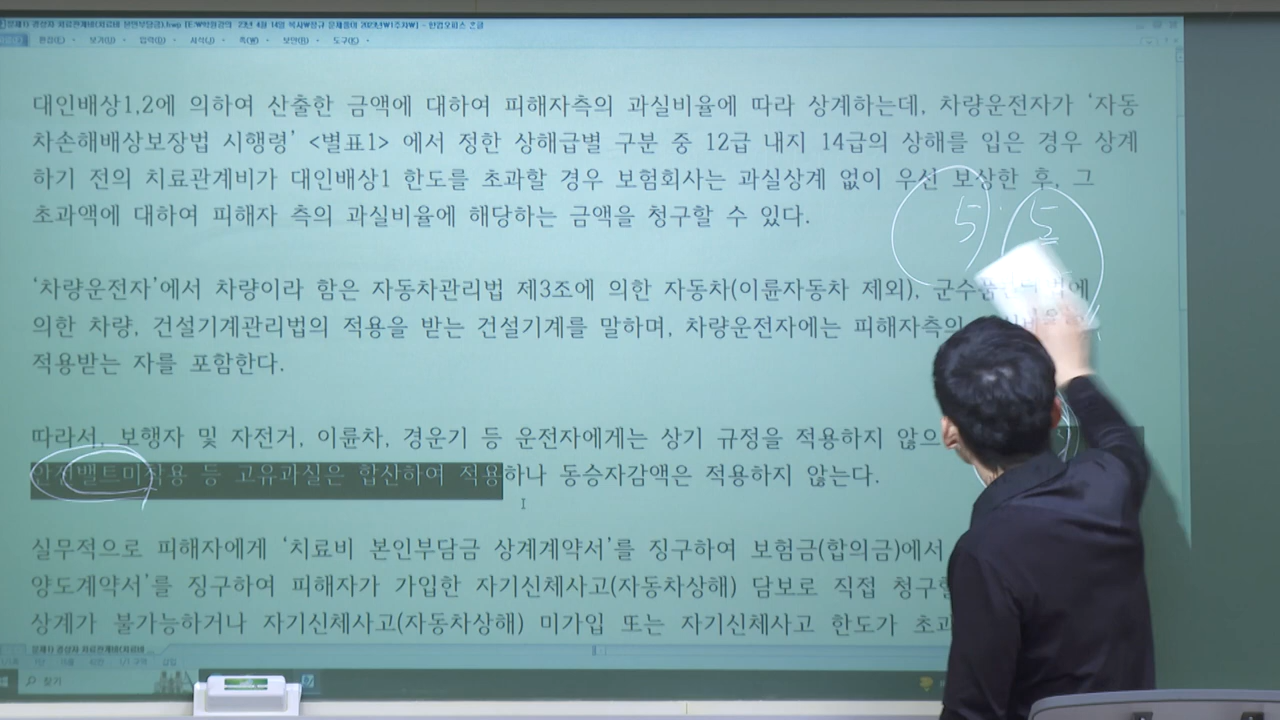 편집(E) 보기(U) 입력(D) 서식(J) 쪽(W) 보안(B) 도구(K)
대인배상1,2에 의하여 산출한 금액에 대하여 피해자측의 과실비율에 따라 상계하는데, 차량운전자가 '자동
차손해배상보장법 시행령' <별표1> 에서 정한 상해급별 구분 중 12급 내지 14급의 상해를 입은 경우 상계
하기 전의 치료관계비가 대인배상1 한도를 초과할 경우 보험회사는 과실상계 없이 우선 보상한 후, 그
초과액에 대하여 피해자 측의 과실비율에 해당하는 금액을 청구할 수 있다.
5 5
'차량운전자'에서 차량이라 함은 자동차관리법 제3조에 의한 자동차(이륜자동차 제외), 군수품
의한 차량, 건설기계관리법의 적용을 받는 건설기계를 말하며, 차량운전자에는 피해자측의
적용받는 자를 포함한다.
따라서, 보행자 및 자전거, 이륜차, 경운기 등 운전자에게는 상기 규정을 적용하지 않으
안전벨트미착용 등 고유과실은 합산하여 적용하나 동승자감액은 적용하지 않는다.
실무적으로 피해자에게 '치료비 본인부담금 상계계약서'를 징구하여 보험금(합의금)에서
양도계약서'를 징구하여 피해자가 가입한 자기신체사고(자동차상해) 담보로 직접 청구
상계가 불가능하거나 자기신체사고(자동차상해) 미가입 또는 자기신체사고 한도가 초과
찾기